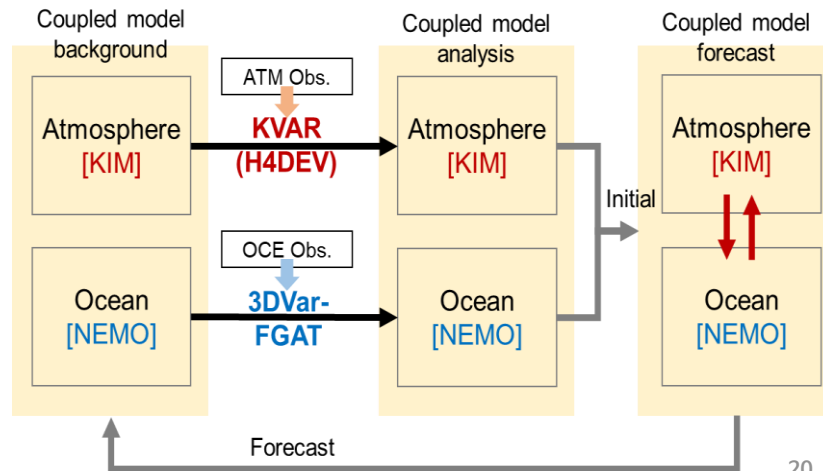 Coupled model
background
ATM Obs.
Atmosphere
[KIM]
KVAR
(H4DEV)
OCE Obs.
Ocean
[NEMO]
3DVar-
FGAT
Coupled model
analysis
Atmosphere
[KIM]
Ocean
[NEMO]
Initial
Coupled model
forecast
Atmosphere
[KIM]
Ocean
[NEMO]
Forecast
20